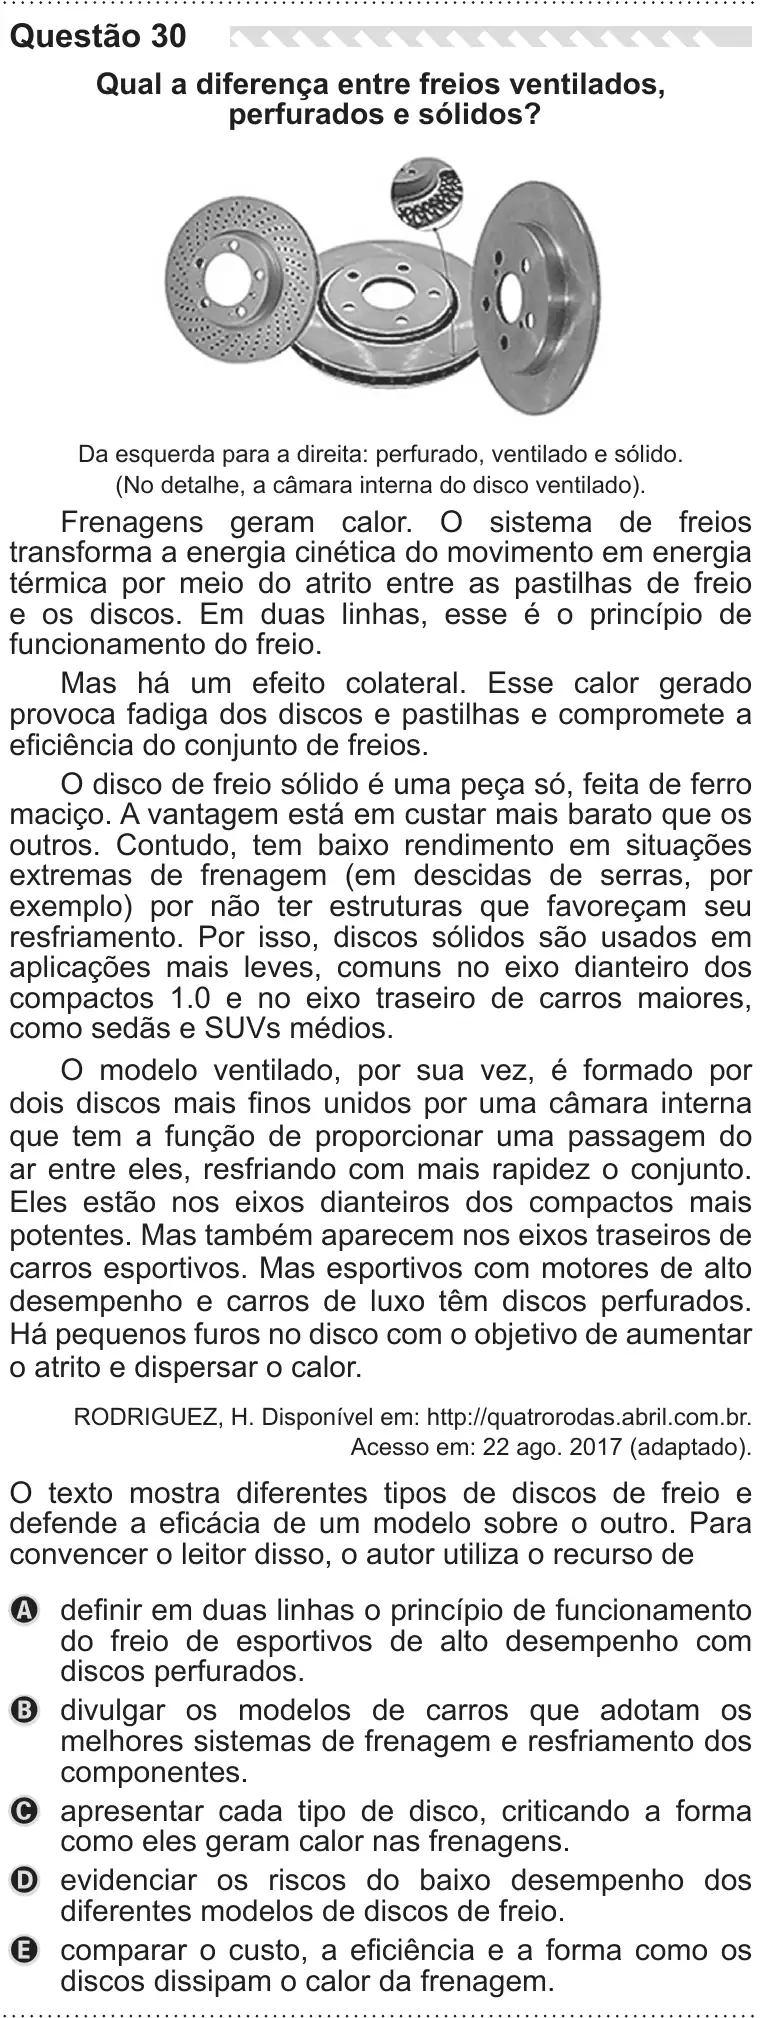 Questão 30
Qual a diferença entre freios ventilados,
perfurados e sólidos?
Da esquerda para a direita: perfurado, ventilado e sólido.
(No detalhe, a câmara interna do disco ventilado).
Frenagens geram calor. O sistema de freios
transforma a energia cinética do movimento em energia
térmica por meio do atrito entre as pastilhas de freio
e os discos. Em duas linhas, esse é o princípio de
funcionamento do freio.
Mas há um efeito colateral. Esse calor gerado
provoca fadiga dos discos e pastilhas e compromete a
eficiência do conjunto de freios.
O disco de freio sólido é uma peça só, feita de ferro
maciço. A vantagem está em custar mais barato que os
outros. Contudo, tem baixo rendimento em situações
extremas de frenagem (em descidas de serras, por
exemplo) por não ter estruturas que favoreçam seu
resfriamento. Por isso, discos sólidos são usados em
aplicações mais leves, comuns no eixo dianteiro dos
compactos 1.0 e no eixo traseiro de carros maiores,
como sedãs e SUVs médios.
O modelo ventilado, por sua vez, é formado por
dois discos mais finos unidos por uma câmara interna
que tem a função de proporcionar uma passagem do
ar entre eles, resfriando com mais rapidez o conjunto.
Eles estão nos eixos dianteiros dos compactos mais
potentes. Mas também aparecem nos eixos traseiros de
carros esportivos. Mas esportivos com motores de alto
desempenho e carros de luxo têm discos perfurados.
Há pequenos furos no disco com o objetivo de aumentar
o atrito e dispersar o calor.
RODRIGUEZ, H. Disponível em: http://quatrorodas.abril.com.br.
Acesso em: 22 ago. 2017 (adaptado).
O texto mostra diferentes tipos de discos de freio e
defende a eficácia de um modelo sobre o outro. Para
convencer o leitor disso, o autor utiliza o recurso de
A definir em duas linhas o princípio de funcionamento
do freio de esportivos de alto desempenho com
discos perfurados.
B divulgar os modelos de carros que adotam os
melhores sistemas de frenagem e resfriamento dos
componentes.
C apresentar cada tipo de disco, criticando a forma
como eles geram calor nas frenagens.
D evidenciar os riscos do baixo desempenho dos
diferentes modelos de discos de freio.
E comparar o custo, a eficiência e a forma como os
discos dissipam o calor da frenagem.